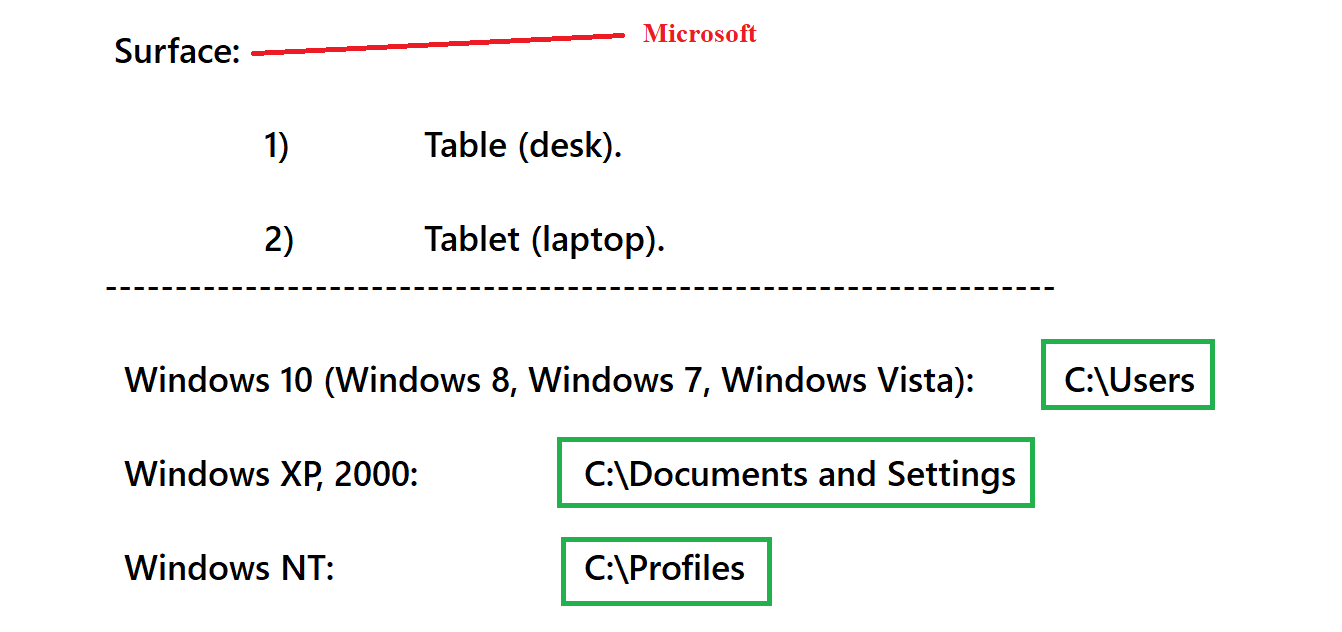 Surface: Microsoft
1) Table (desk).
2) Tablet (laptop).
--------------------------------------------------------------------
Windows 10 (Windows 8, Windows 7, Windows Vista): C:\Users
Windows XP, 2000: C:\Documents and Settings
Windows NT: C:\Profiles